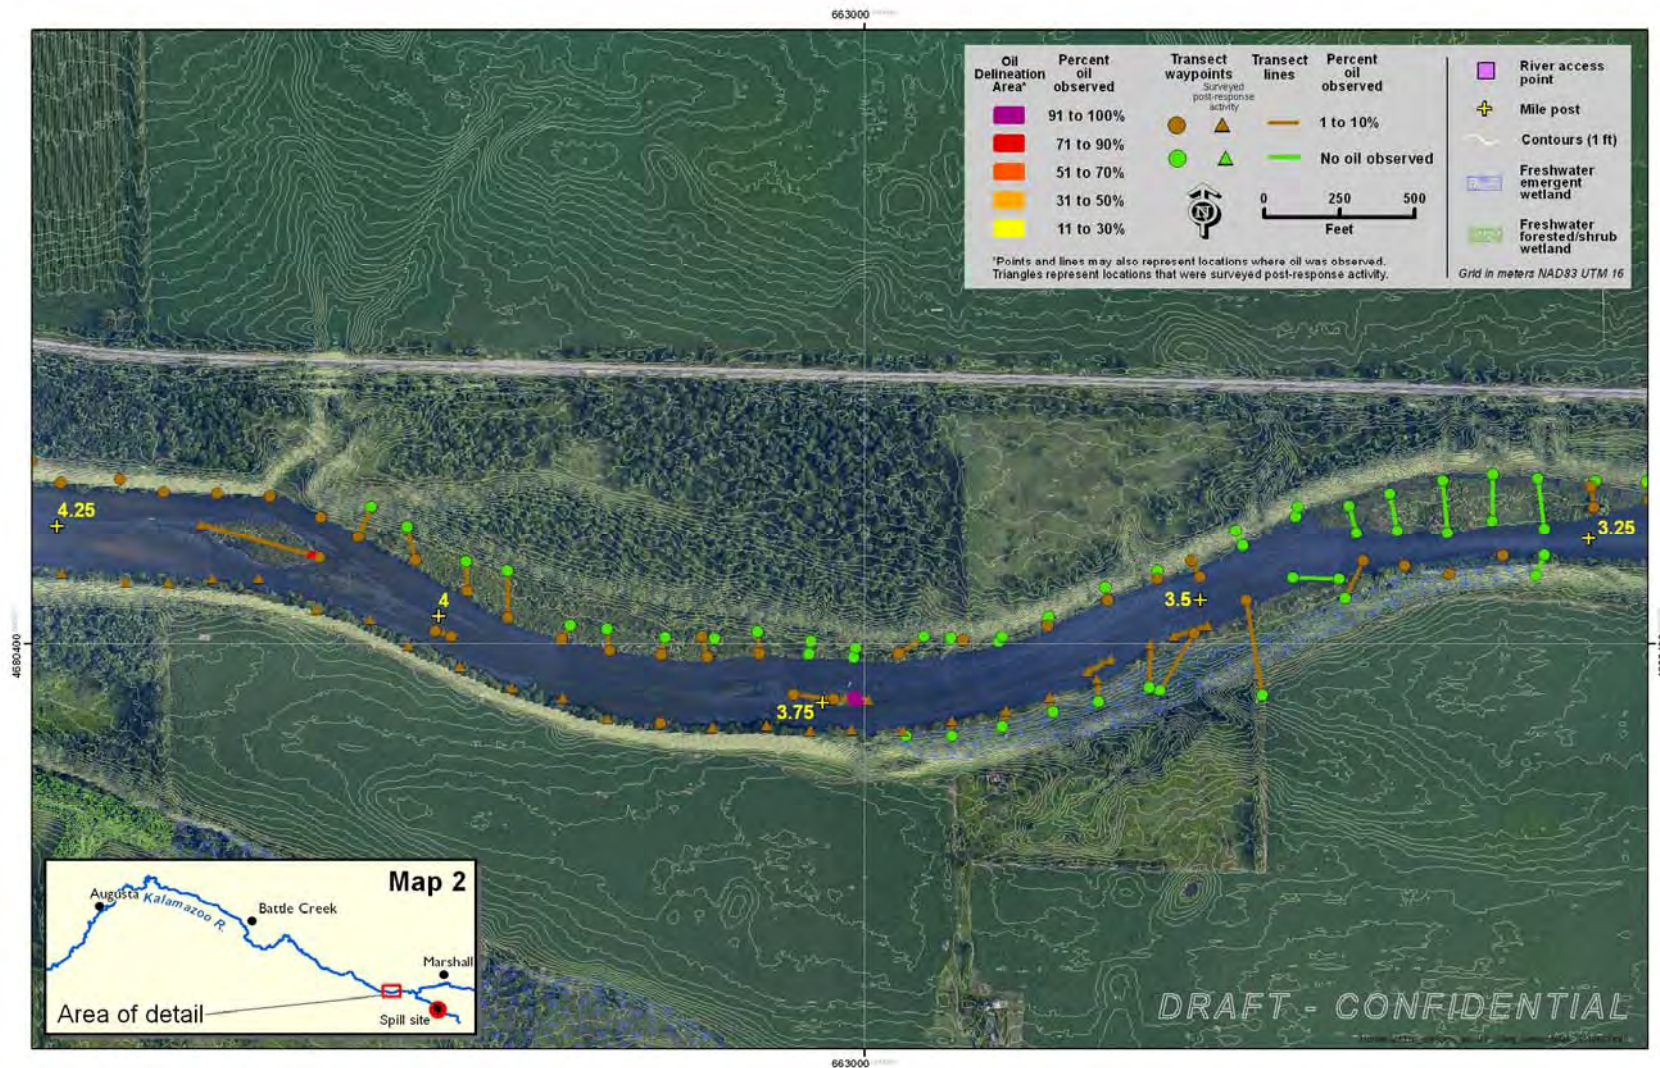 663000
Oil
Delineation
Area*
Percent
oil
observed
91 to 100%
71 to 90%
51 to 70%
31 to 50%
11 to 30%
Transect
waypoints
Surveyed
post-response
activity
Transect
lines
Percent
oil
observed
1 to 10%
No oil observed
N
0 250 500
Feet
*Points and lines may also represent locations where oil was observed.
Triangles represent locations that were surveyed post-response activity.
River access
point
Mile post
Contours (1 ft)
Freshwater
emergent
wetland
Freshwater
forested/shrub
wetland
Grid in meters NAD83 UTM 16
4.25
4
3.75
3.5
3.25
4680400
Map 2
Augusta
Kalamazoo R.
Battle Creek
Marshall
Area of detail
Spill site
DRAFT - CONFIDENTIAL
663000